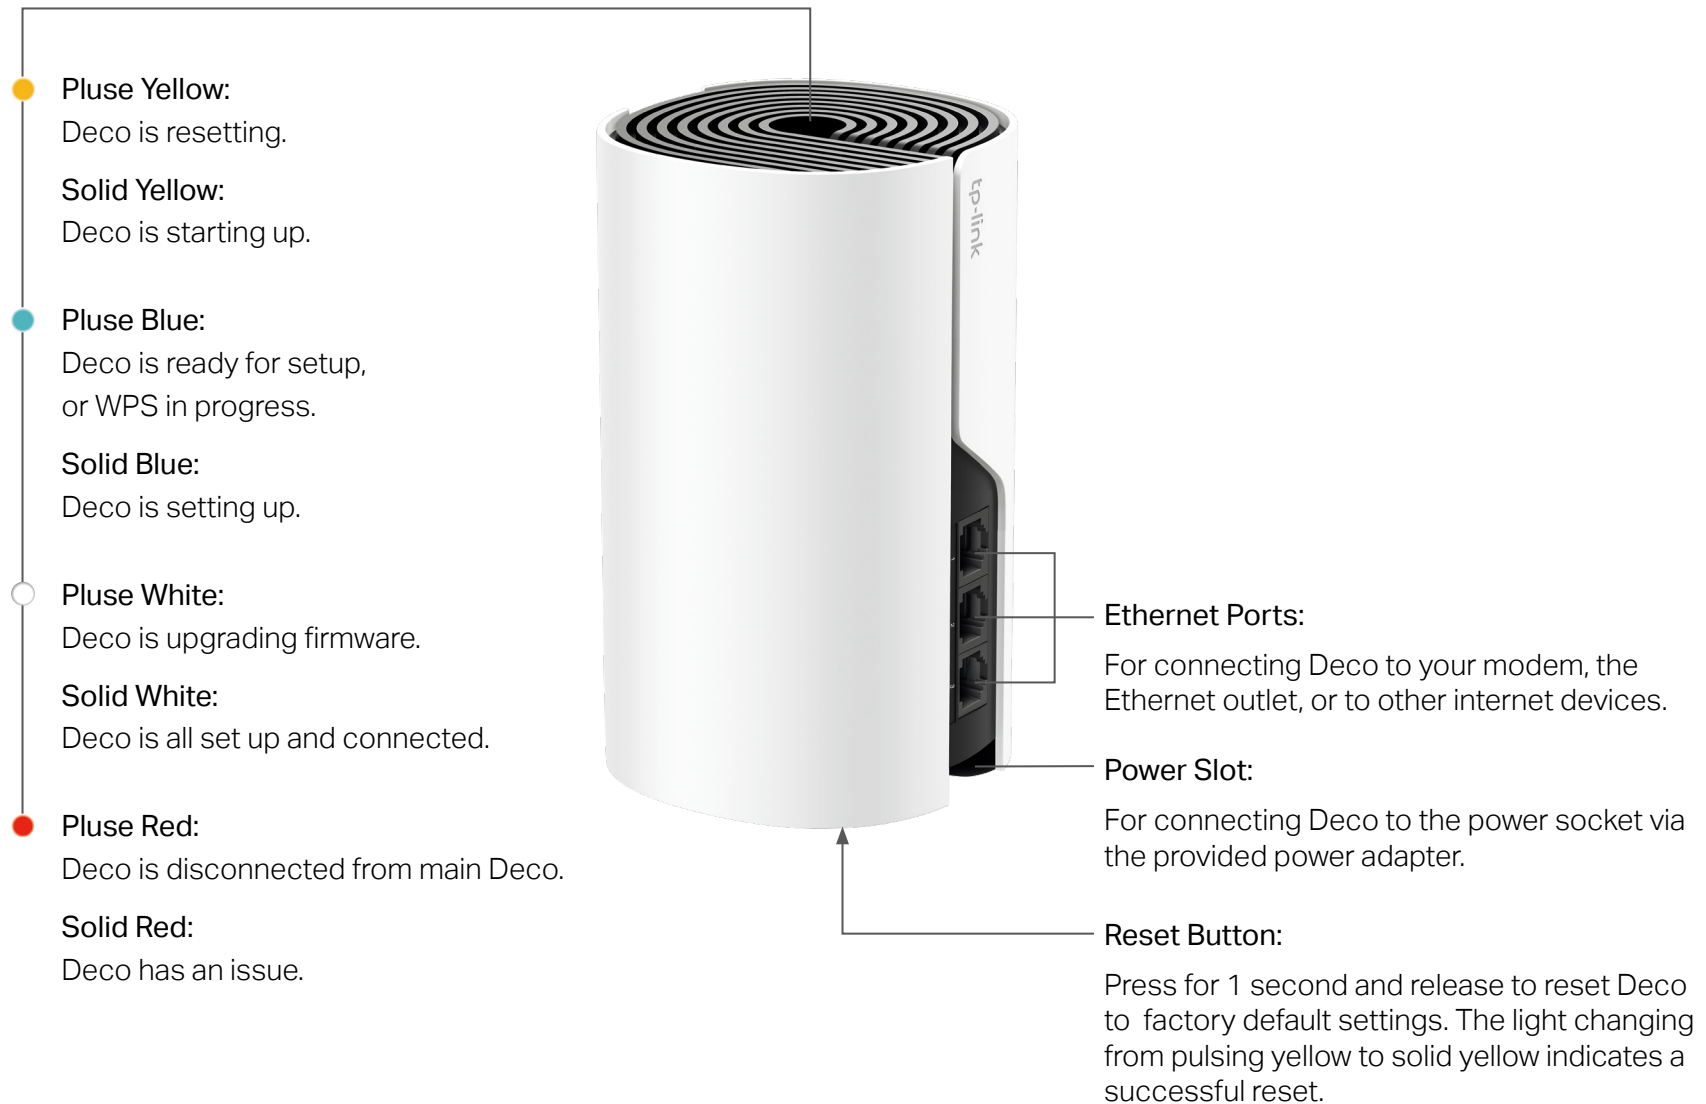 Pluse Yellow:
Deco is resetting.
Solid Yellow:
Deco is starting up.
Pluse Blue:
Deco is ready for setup,
or WPS in progress.
Solid Blue:
Deco is setting up.
Pluse White:
Deco is upgrading firmware.
Solid White:
Deco is all set up and connected.
Pluse Red:
Deco is disconnected from main Deco.
Solid Red:
Deco has an issue.
tp-link
Ethernet Ports:
For connecting Deco to your modem, the
Ethernet outlet, or to other internet devices.
Power Slot:
For connecting Deco to the power socket via
the provided power adapter.
Reset Button:
Press for 1 second and release to reset Deco
to  factory default settings. The light changing
from pulsing yellow to solid yellow indicates a
successful reset.